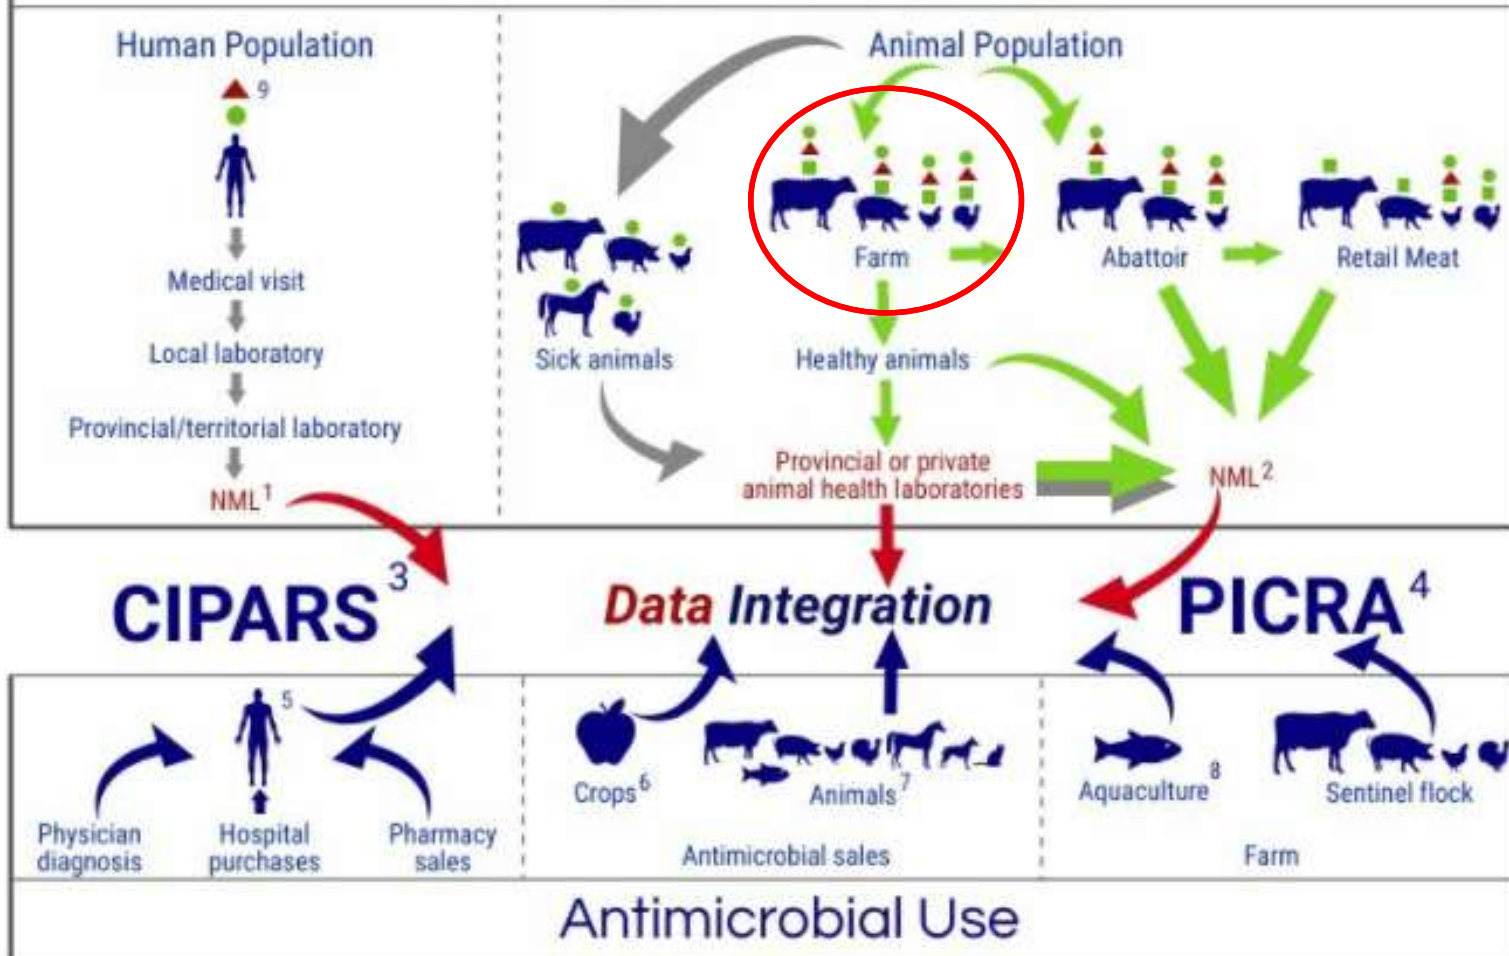 Human Population
9
Medical visit
Local laboratory
Provincial/territorial laboratory
NML1
Animal Population
Sick animals
Farm
Abattoir
Retail Meat
Healthy animals
Provincial or private
animal health laboratories
NML2
CIPARS3
Data Integration
PICRA4
5
Physician
diagnosis
Hospital
purchases
Pharmacy
sales
Crops6
Animals7
Antimicrobial sales
Aquaculture8
Sentinel flock
Farm
Antimicrobial Use